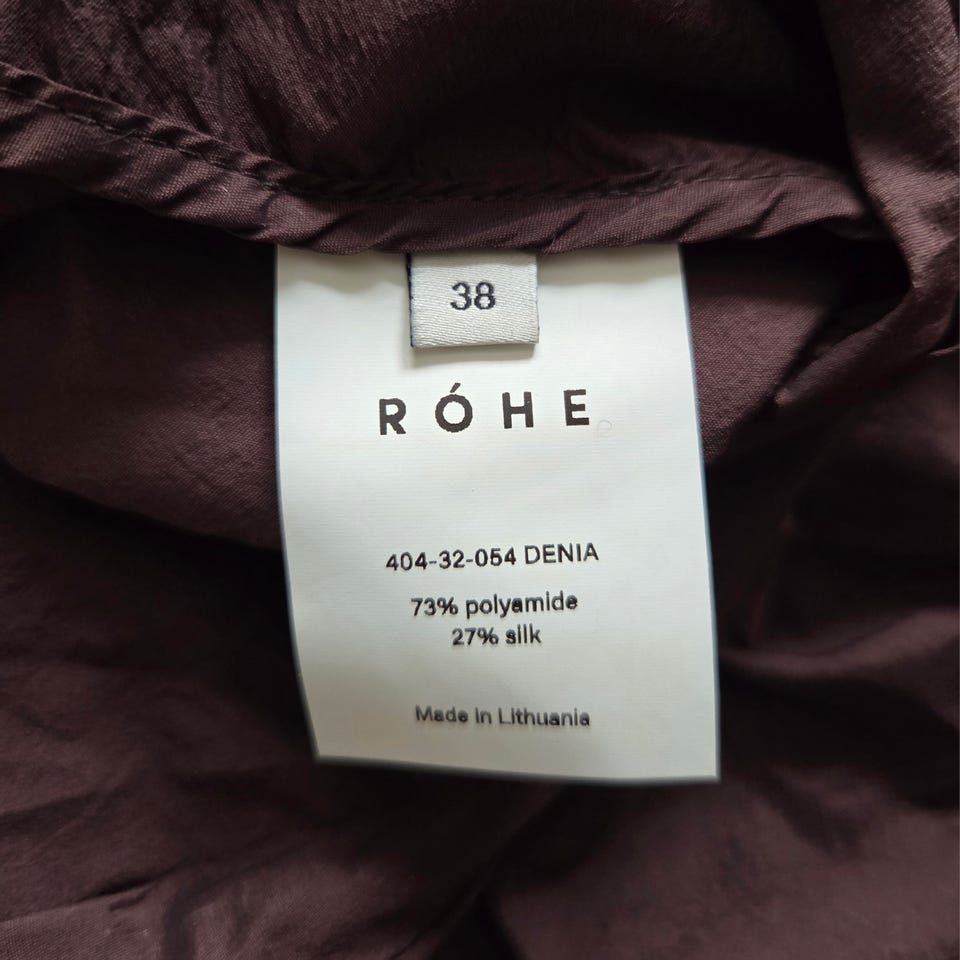 38
RÓHE
404-32-054 DENIA
73% polyamide
27% silk
Made in Lithuania